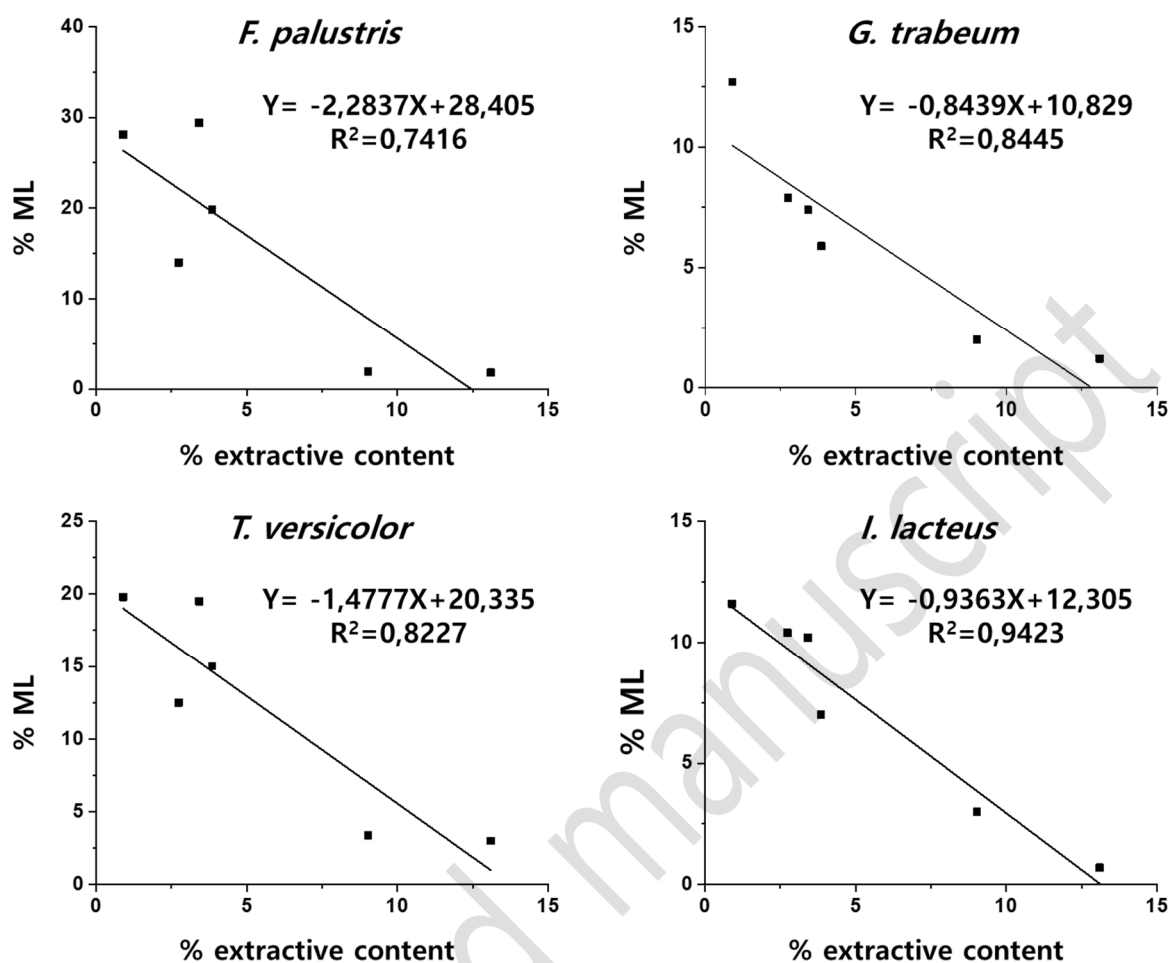 F. palustris
Y= -2,2837X+28,405
R²=0,7416
40
30
20
10
0
% ML
0 5 10 15
% extractive content
G. trabeum
Y= -0,8439X+10,829
R²=0,8445
15
10
5
0
% ML
0 5 10 15
% extractive content
T. versicolor
Y= -1,4777X+20,335
R²=0,8227
25
20
15
10
5
0
% ML
0 5 10 15
% extractive content
I. lacteus
Y= -0,9363X+12,305
R²=0,9423
15
10
5
0
% ML
0 5 10 15
% extractive content
d manuscript